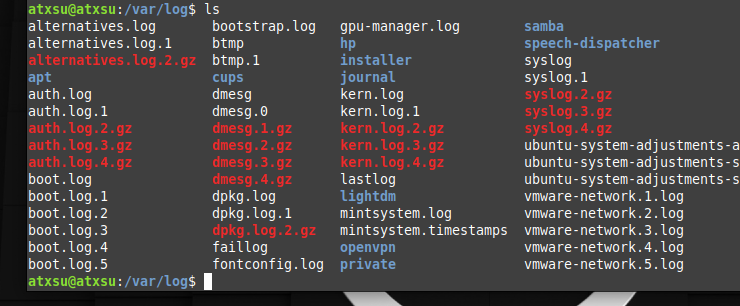 atxsu@atxsu:/var/log$ ls
alternatives.log bootstrap.log gpu-manager.log samba
alternatives.log.1 btmp hp speech-dispatcher
alternatives.log.2.gz btmp.1 installer syslog
apt cups journal syslog.1
auth.log dmesg kern.log syslog.2.gz
auth.log.1 dmesg.0 kern.log.1 syslog.3.gz
auth.log.2.gz dmesg.1.gz kern.log.2.gz syslog.4.gz
auth.log.3.gz dmesg.2.gz kern.log.3.gz ubuntu-system-adjustments-a
auth.log.4.gz dmesg.3.gz kern.log.4.gz ubuntu-system-adjustments-s
boot.log dmesg.4.gz lastlog ubuntu-system-adjustments-s
boot.log.1 dpkg.log lightdm vmware-network.1.log
boot.log.2 dpkg.log.1 mintsystem.log vmware-network.2.log
boot.log.3 dpkg.log.2.gz mintsystem.timestamps vmware-network.3.log
boot.log.4 faillog openvpn vmware-network.4.log
boot.log.5 fontconfig.log private vmware-network.5.log
atxsu@atxsu:/var/log$